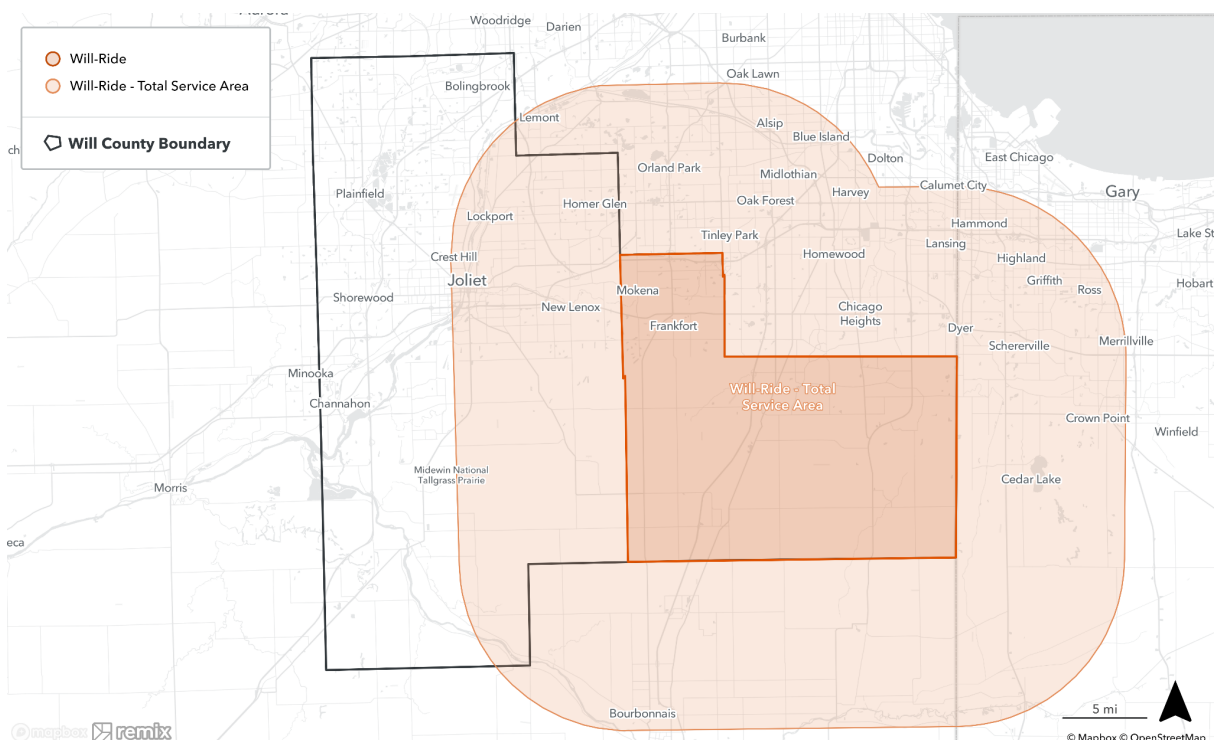 Aurora
Woodridge
Darien
Burbank
Will-Ride
Will-Ride - Total Service Area
Will County Boundary
Bolingbrook
Oak Lawn
Lemont
Alsip
Blue Island
ch
Dolton
East Chicago
Orland Park
Midlothian
Calumet City
Gary
Plainfield
Homer Glen
Oak Forest
Harvey
Lockport
Hammond
Tinley Park
Lake St
Lansing
Crest Hill
Homewood
Highland
Joliet
Griffith
Hobart
Mokena
Ross
Shorewood
New Lenox
Chicago
Heights
Frankfort
Dyer
Schererville
Merrillville
Minooka
Will-Ride - Total
Service Area
Channahon
Crown Point
Winfield
Midewin National
Tallgrass Prairie
Cedar Lake
Morris
eca
Bourbonnais
5 mi
mapbox remix
© Mapbox © OpenStreetMap